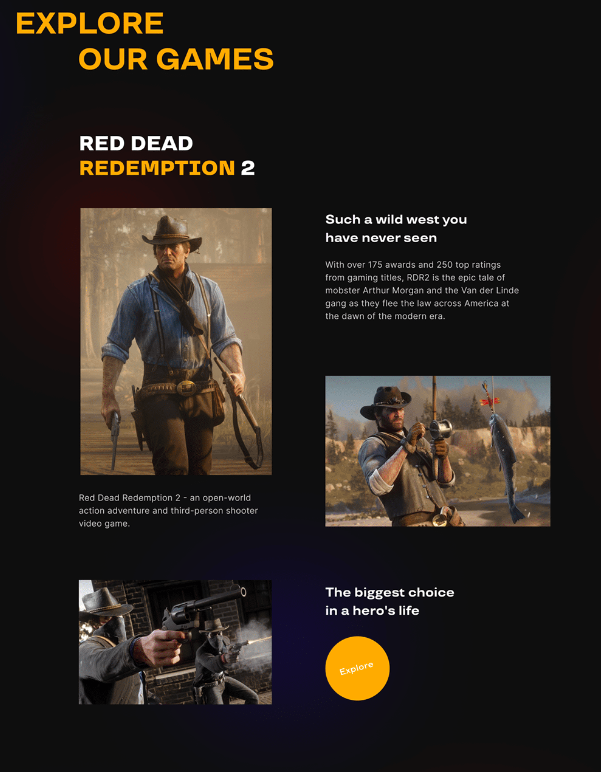 EXPLORE
OUR GAMES
RED DEAD
REDEMPTION 2
Such a wild west you
have never seen
With over 175 awards and 250 top ratings
from gaming titles, RDR2 is the epic tale of
mobster Arthur Morgan and the Van der Linde
gang as they flee the law across America at
the dawn of the modern era.
Red Dead Redemption 2 - an open-world
action adventure and third-person shooter
video game.
The biggest choice
in a hero's life
Explore